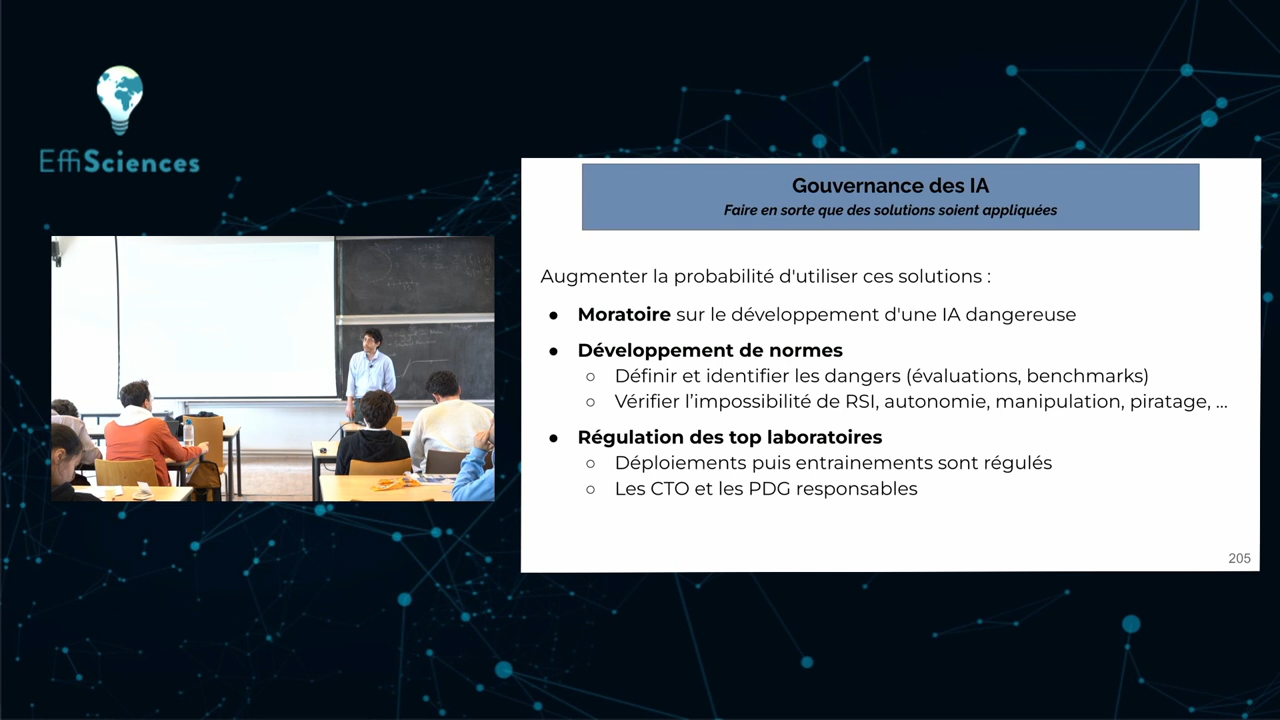 EffiSciences
Gouvernance des IA
Faire en sorte que des solutions soient appliquées
Augmenter la probabilité d'utiliser ces solutions :
● Moratoire sur le développement d'une IA dangereuse
● Développement de normes
○ Définir et identifier les dangers (évaluations, benchmarks)
○ Vérifier l’impossibilité de RSI, autonomie, manipulation, piratage, ...
● Régulation des top laboratoires
○ Déploiements puis entrainements sont régulés
○ Les CTO et les PDG responsables
205